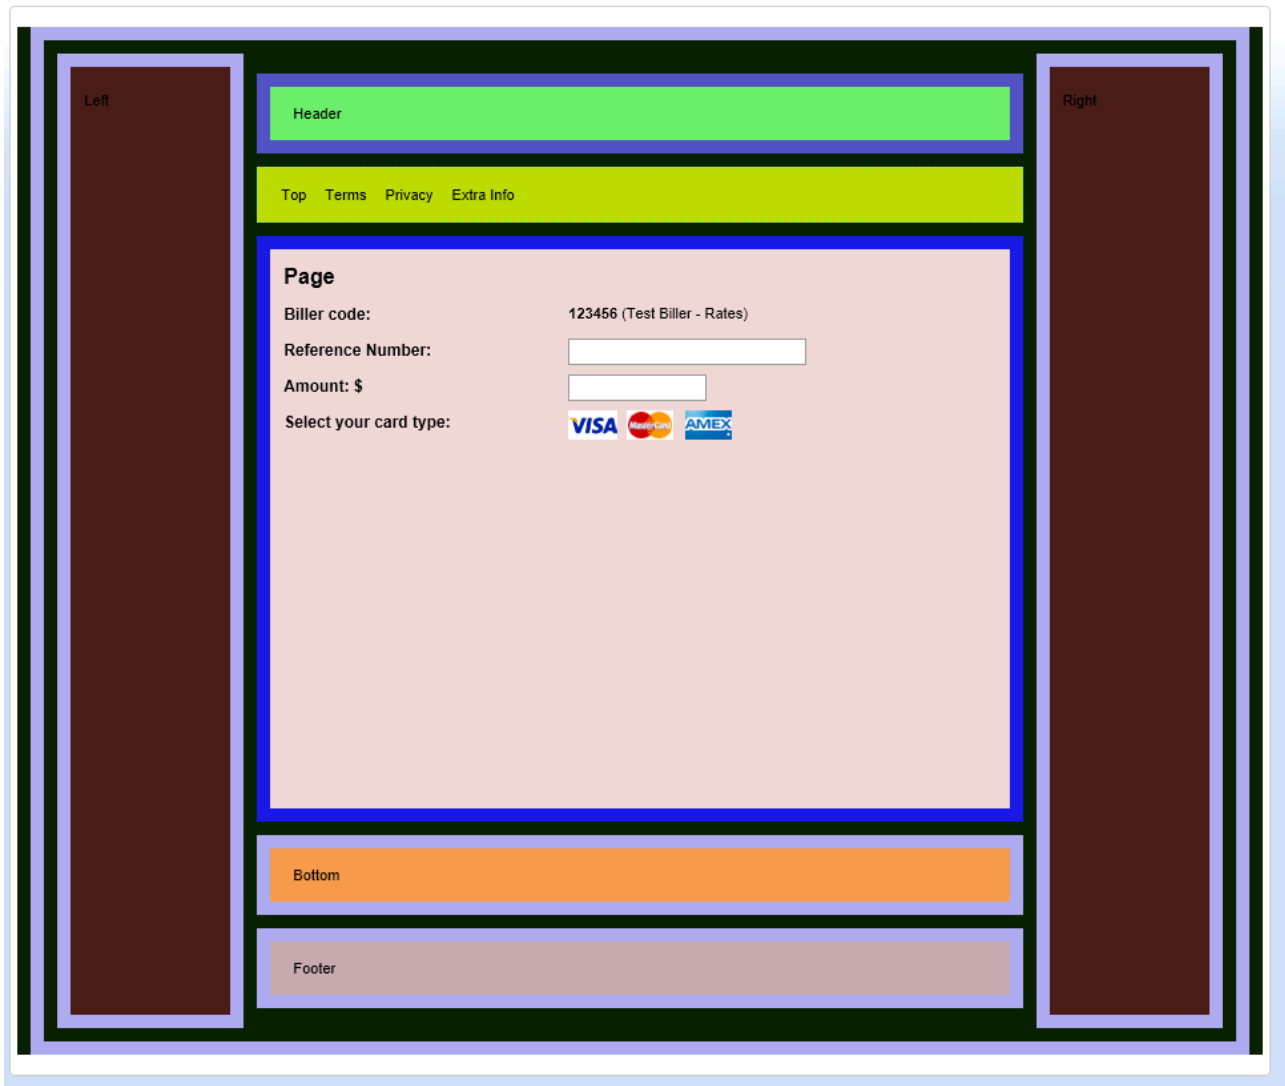 Left
Header
Right
Top Terms Privacy Extra Info
Page
Biller code: 123456 (Test Biller - Rates)
Reference Number:
Amount: $
Select your card type: VISA MasterCard AMEX
Bottom
Footer